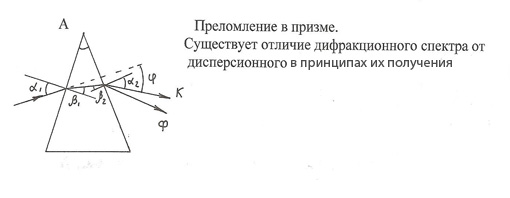 А
Преломление в призме.
Существует отличие дифракционного спектра от
дисперсионного в принципах их получения
α₁ β₁ β₂ α₂ φ К
Ф